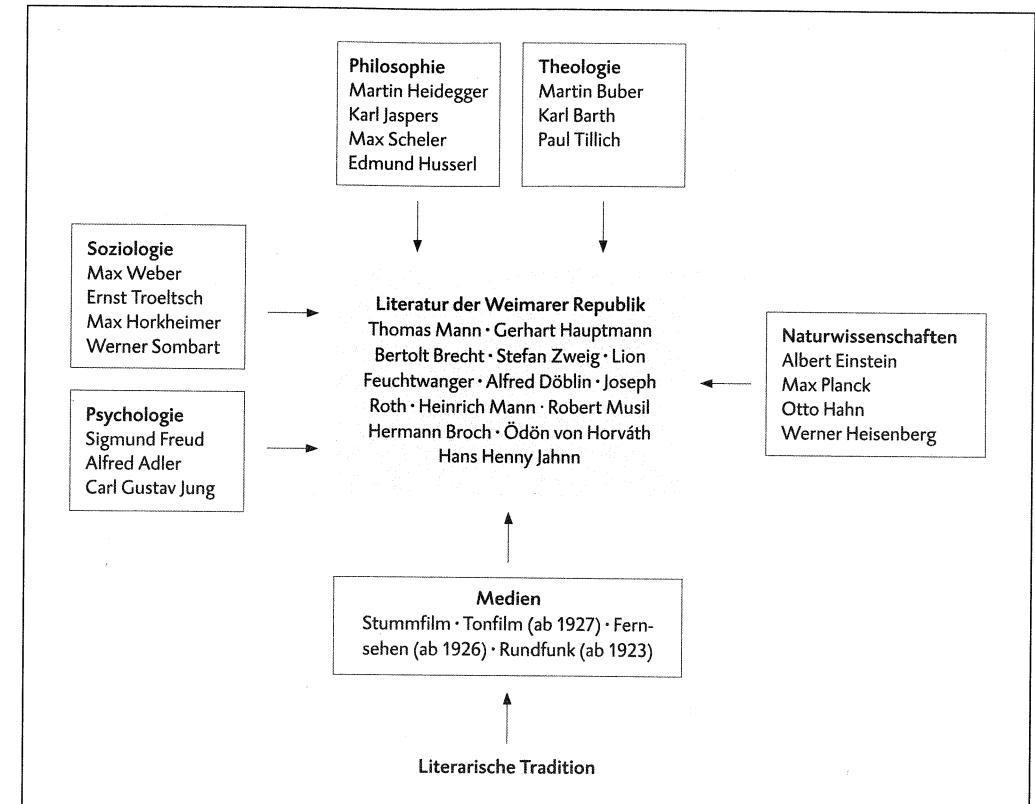 Philosophie
Martin Heidegger
Karl Jaspers
Max Scheler
Edmund Husserl
Theologie
Martin Buber
Karl Barth
Paul Tillich
Soziologie
Max Weber
Ernst Troeltsch
Max Horkheimer
Werner Sombart
Psychologie
Sigmund Freud
Alfred Adler
Carl Gustav Jung
Literatur der Weimarer Republik
Thomas Mann · Gerhart Hauptmann
Bertolt Brecht · Stefan Zweig · Lion
Feuchtwanger · Alfred Döblin · Joseph
Roth · Heinrich Mann · Robert Musil
Hermann Broch · Ödön von Horváth
Hans Henny Jahnn
Naturwissenschaften
Albert Einstein
Max Planck
Otto Hahn
Werner Heisenberg
Medien
Stummfilm · Tonfilm (ab 1927) · Fern-
sehen (ab 1926) · Rundfunk (ab 1923)
Literarische Tradition